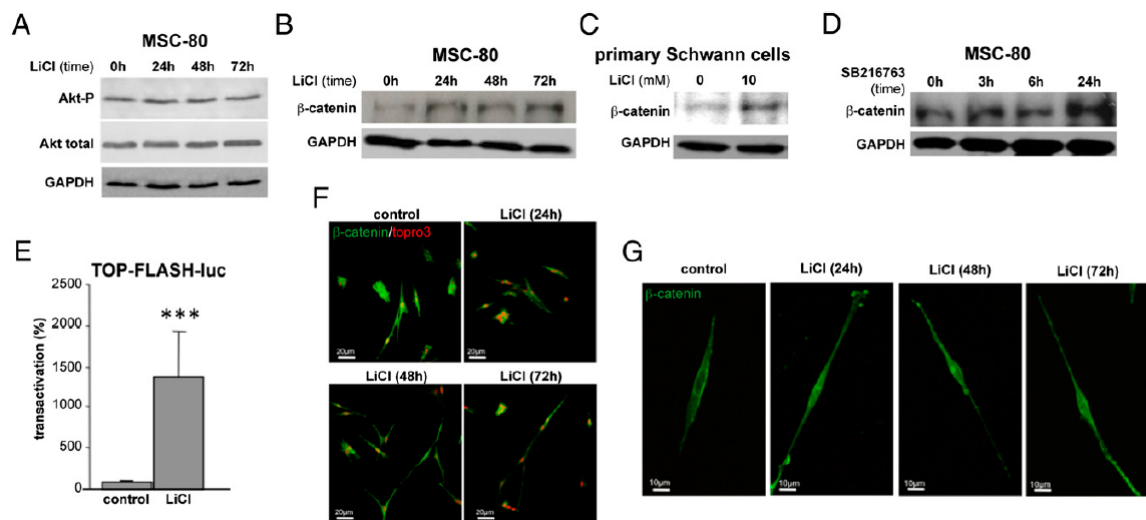 A
MSC-80
LiCl (time) 0h 24h 48h 72h
Akt-P
Akt total
GAPDH
B
MSC-80
LiCl (time) 0h 24h 48h 72h
β-catenin
GAPDH
C
primary Schwann cells
LiCl (mM) 0 10
β-catenin
GAPDH
D
MSC-80
SB216763
(time) 0h 3h 6h 24h
β-catenin
GAPDH
E
TOP-FLASH-luc
transactivation (%)
2500
2000
1500
1000
500
0
***
control LiCl
F
control LiCl (24h)
β-catenin/topro3
20µm 20µm
LiCl (48h) LiCl (72h)
20µm 20µm
G
control LiCl (24h) LiCl (48h) LiCl (72h)
β-catenin
10µm 10µm 10µm 10µm